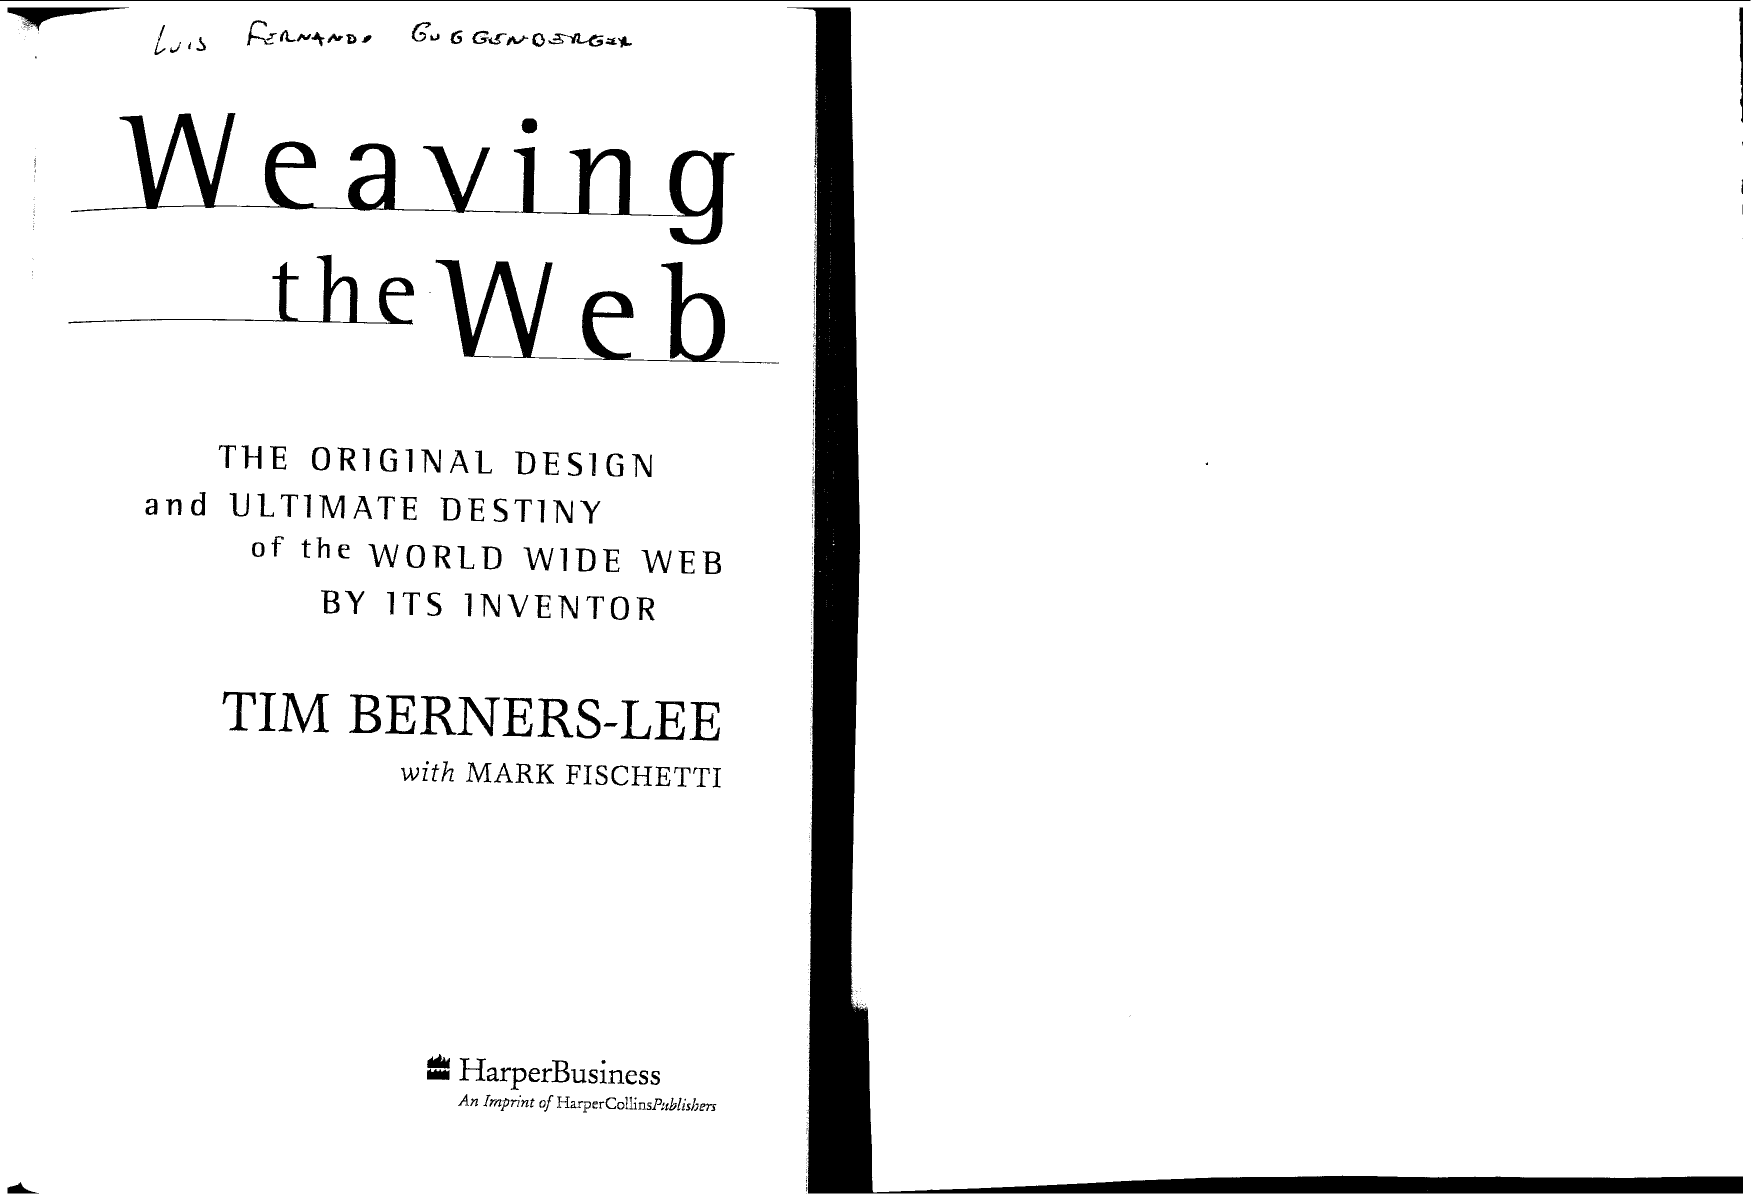 Luis Fernando Guggenberger
Weaving
the Web
THE ORIGINAL DESIGN
and ULTIMATE DESTINY
of the WORLD WIDE WEB
BY ITS INVENTOR
TIM BERNERS-LEE
with MARK FISCHETTI
HarperBusiness
An Imprint of HarperCollinsPublishers